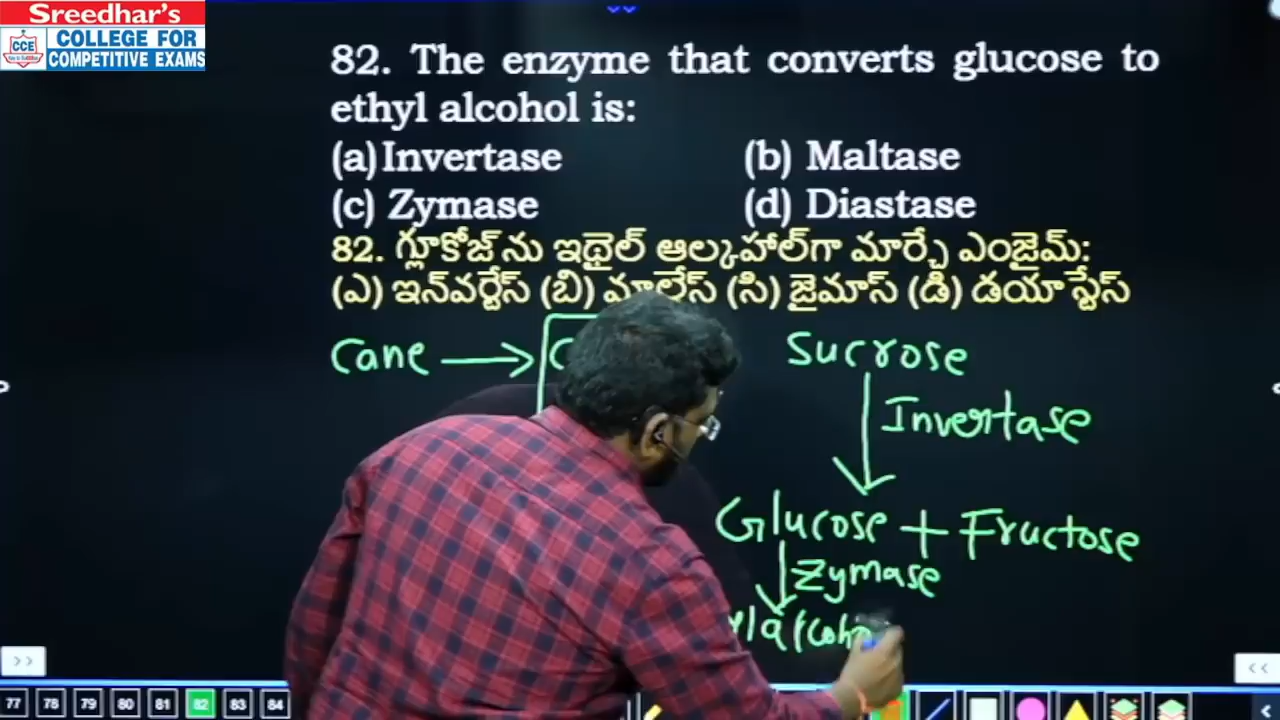 Sreedhar's
CCE
COLLEGE FOR
COMPETITIVE EXAMS
82. The enzyme that converts glucose to
ethyl alcohol is:
(a) Invertase (b) Maltase
(c) Zymase (d) Diastase
82. గ్లూకోజ్‌ను ఇథైల్ ఆల్కహాల్‌గా మార్చే ఎంజైమ్:
(ఎ) ఇన్‌వర్టేస్ (బి) మాల్టేస్ (సి) జైమాస్ (డి) డయాస్టేస్
Cane Sucrose
Invertase
Glucose + Fructose
Zymase
>> <<
77 78 79 80 81 82 83 84 <